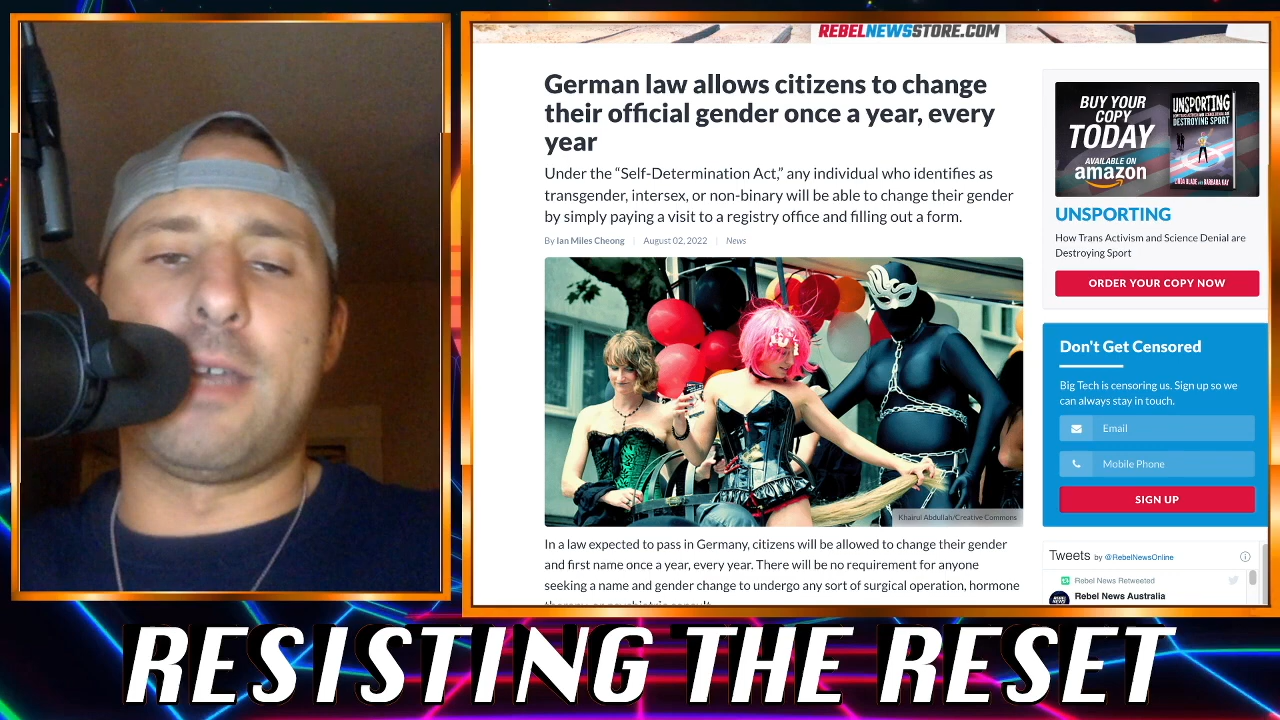 REBELNEWSSTORE.COM
German law allows citizens to change
their official gender once a year, every
year
Under the “Self-Determination Act,” any individual who identifies as
transgender, intersex, or non-binary will be able to change their gender
by simply paying a visit to a registry office and filling out a form.
By Ian Miles Cheong | August 02, 2022 | News
Khairul Abdullah/Creative Commons
In a law expected to pass in Germany, citizens will be allowed to change their gender
and first name once a year, every year. There will be no requirement for anyone
seeking a name and gender change to undergo any sort of surgical operation, hormone
BUY YOUR
COPY
TODAY
AVAILABLE ON
amazon
UNSPORTING
DESTROYING SPORT
LINDA BLADE with BARBARA KAY
UNSPORTING
How Trans Activism and Science Denial are
Destroying Sport
ORDER YOUR COPY NOW
Don't Get Censored
Big Tech is censoring us. Sign up so we
can always stay in touch.
Email
Mobile Phone
SIGN UP
Tweets by @RebelNewsOnline
Rebel News Retweeted
Rebel News Australia
RESISTING THE RESET